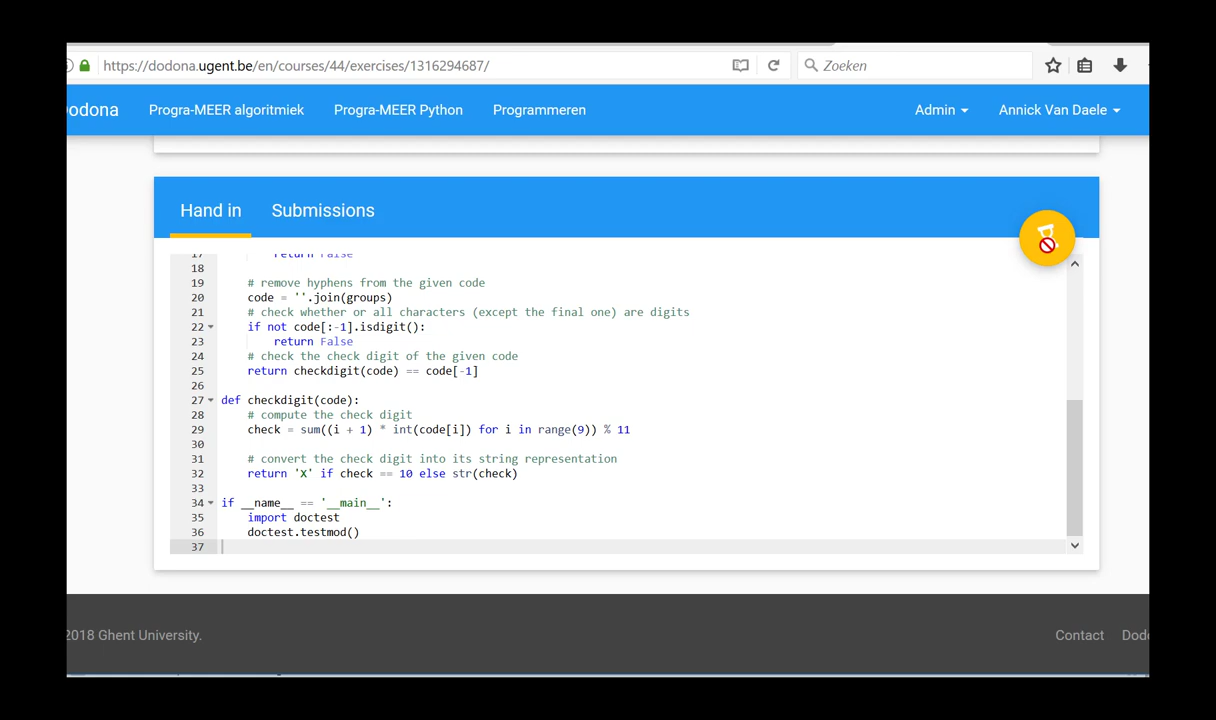 https://dodona.ugent.be/en/courses/44/exercises/1316294687/
Zoeken
odona
Progra-MEER algoritmiek
Progra-MEER Python
Programmeren
Admin
Annick Van Daele
Hand in
Submissions
17 return False
18
19 # remove hyphens from the given code
20 code = ''.join(groups)
21 # check whether or all characters (except the final one) are digits
22 if not code[:-1].isdigit():
23 return False
24 # check the check digit of the given code
25 return checkdigit(code) == code[-1]
26
27 def checkdigit(code):
28 # compute the check digit
29 check = sum((i + 1) * int(code[i]) for i in range(9)) % 11
30
31 # convert the check digit into its string representation
32 return 'X' if check == 10 else str(check)
33
34 if __name__ == '__main__':
35 import doctest
36 doctest.testmod()
37
2018 Ghent University.
Contact
Dod